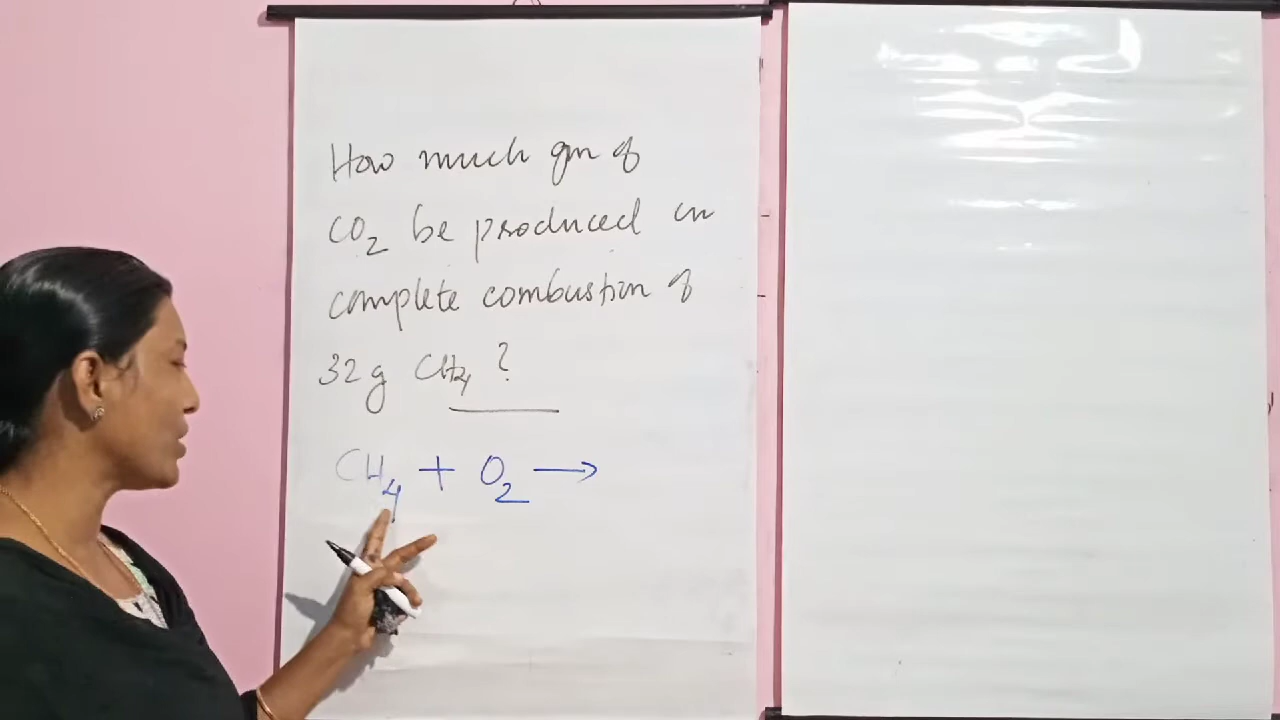 How much gm of
CO₂ be produced in
complete combustion of
32g CH₄ ?
CH₄ + O₂ →